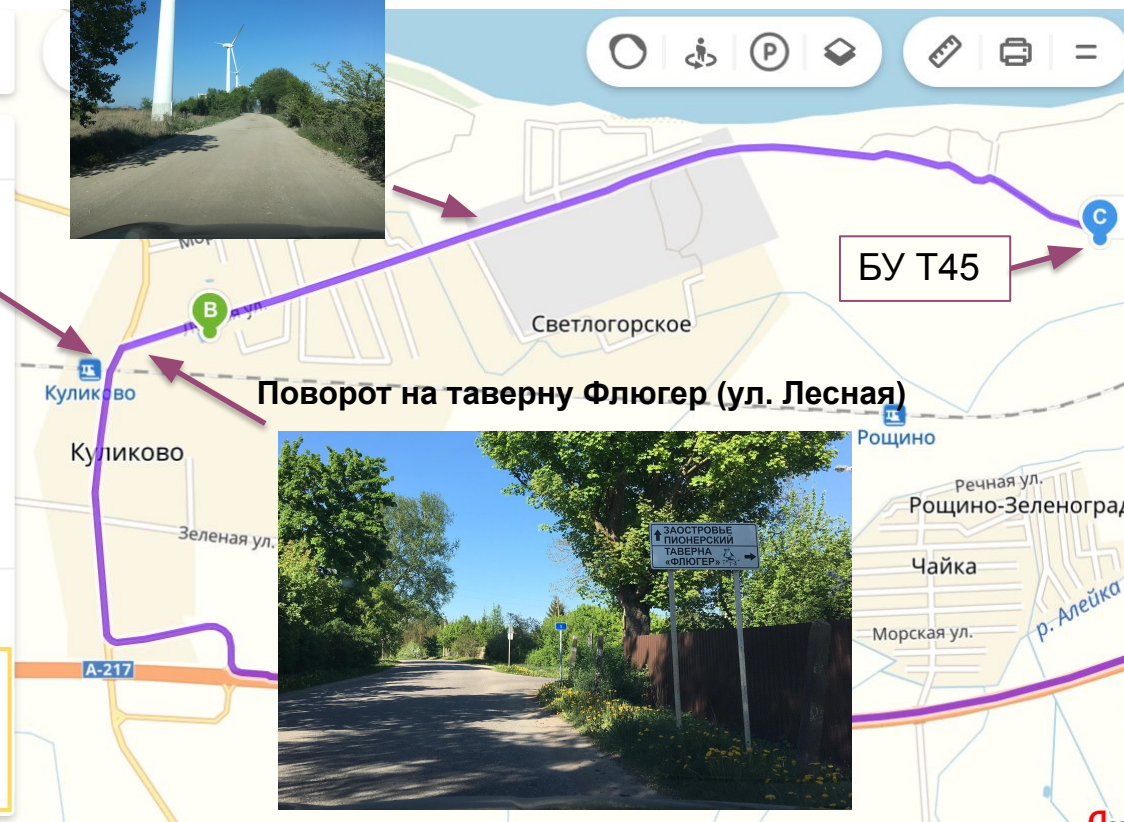 P
Мор
B
C
БУ Т45
Светлогорское
Куликово
Поворот на таверну Флюгер (ул. Лесная)
Рощино
Куликово
Речная ул.
Рощино-Зеленоград
Зеленая ул.
ЗАОСТРОВЬЕ
ПИОНЕРСКИЙ
ТАВЕРНА
«ФЛЮГЕР»
Чайка
р. Алейка
Морская ул.
А-217